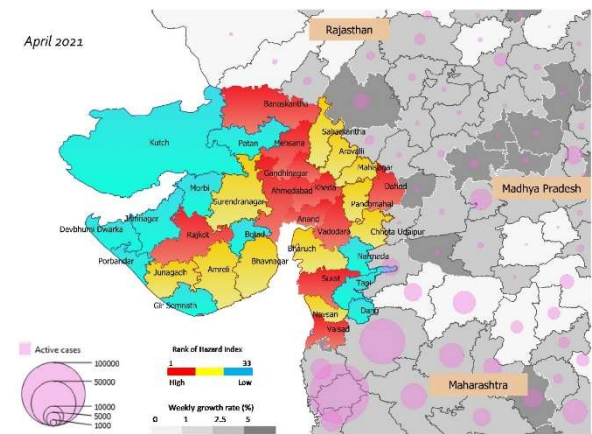 April 2021
Rajasthan
Banaskantha
Kutch
Patan
Mehsana
Sabarkantha
Aravalli
Gandhinagar
Mahisagar
Morbi
Ahmedabad
Kheda
Dahod
Madhya Pradesh
Surendranagar
Panchmahal
Jamnagar
Anand
Devbhumi Dwarka
Rajkot
Botad
Vadodara
Chhota Udaipur
Porbandar
Bharuch
Narmada
Junagadh
Amreli
Bhavnagar
Surat
Tapi
Gir Somnath
Dang
Navsari
Valsad
Active cases
100000
50000
10000
5000
1000
Rank of Hazard Index
1 33
High Low
Weekly growth rate (%)
0 1 2.5 5
Maharashtra